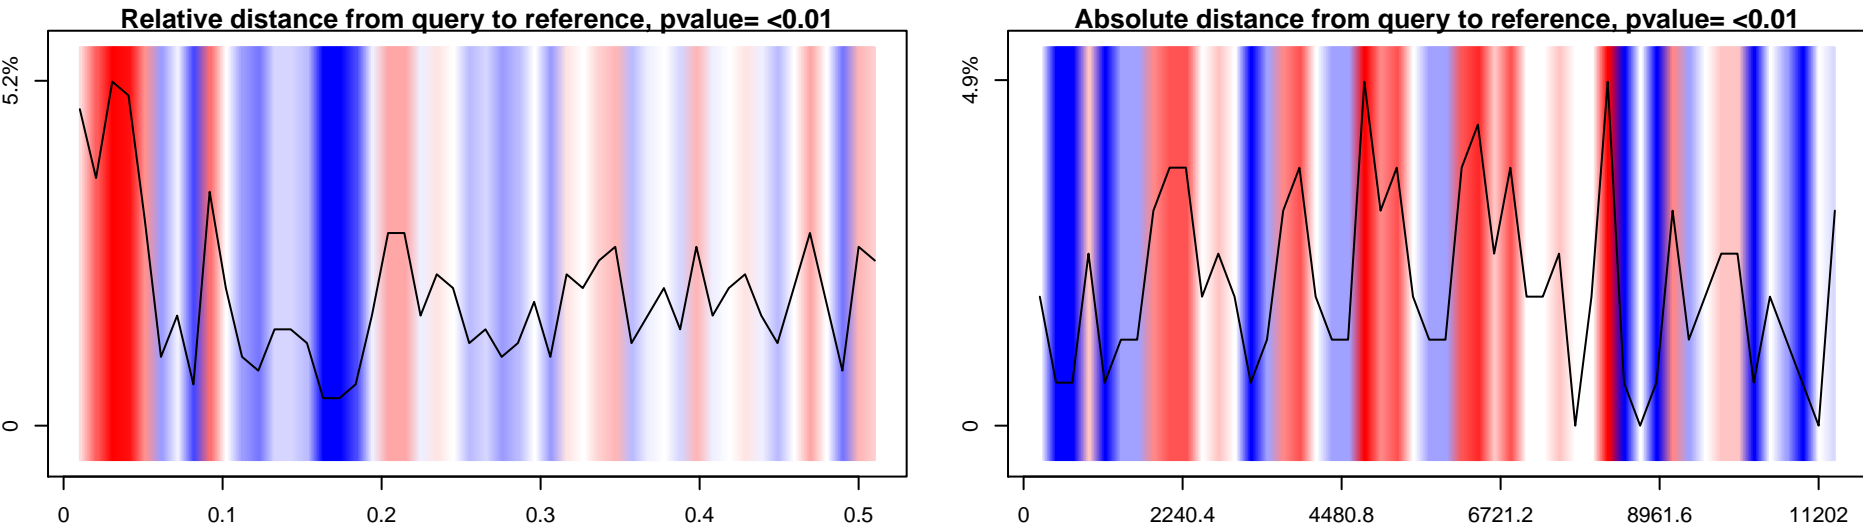 Relative distance from query to reference, pvalue= <0.01
5.2%
0
0 0.1 0.2 0.3 0.4 0.5
Absolute distance from query to reference, pvalue= <0.01
4.9%
0
0 2240.4 4480.8 6721.2 8961.6 11202